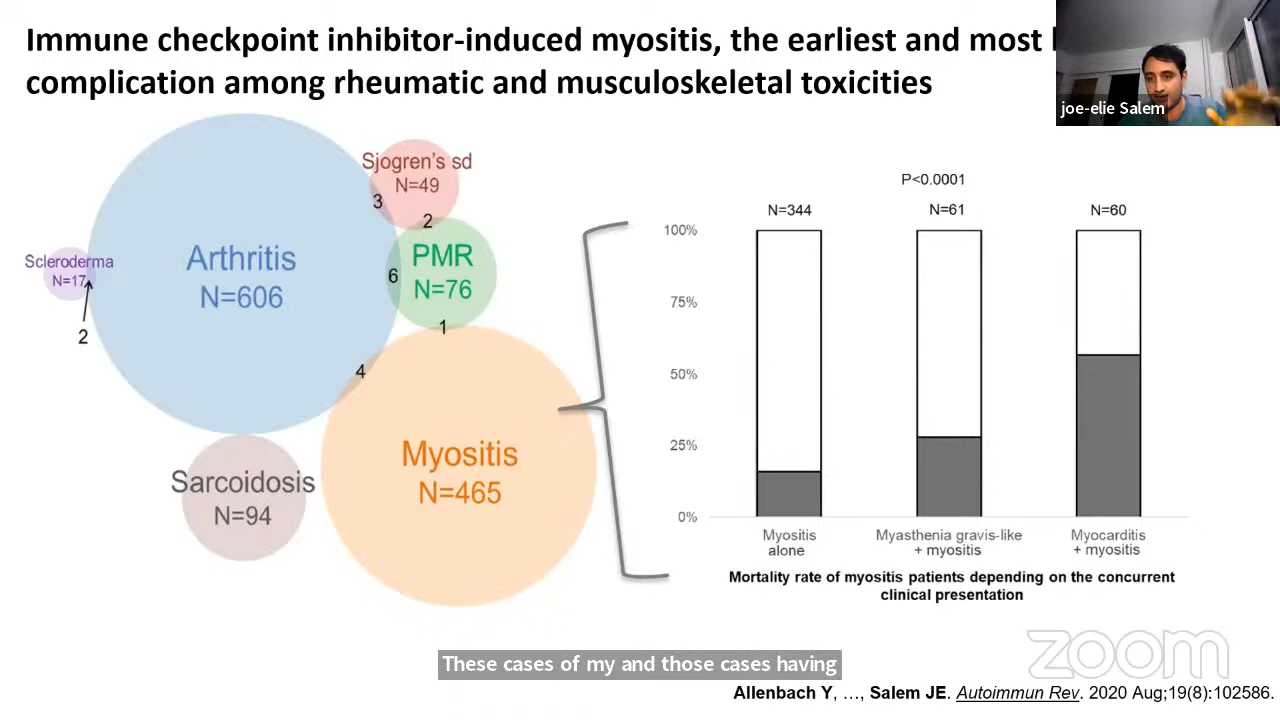 Immune checkpoint inhibitor-induced myositis, the earliest and most
complication among rheumatic and musculoskeletal toxicities
joe-elie Salem
Sjogren's sd
N=49
3
2
Scleroderma
N=17
2
Arthritis
N=606
PMR
N=76
6
1
4
Myositis
N=465
Sarcoidosis
N=94
P<0.0001
N=344
N=61
N=60
100%
75%
50%
25%
0%
Myositis
alone
Myasthenia gravis-like
+ myositis
Myocarditis
+ myositis
Mortality rate of myositis patients depending on the concurrent
clinical presentation
zoom
These cases of my and those cases having
Allenbach Y, …, Salem JE. Autoimmun Rev. 2020 Aug;19(8):102586.